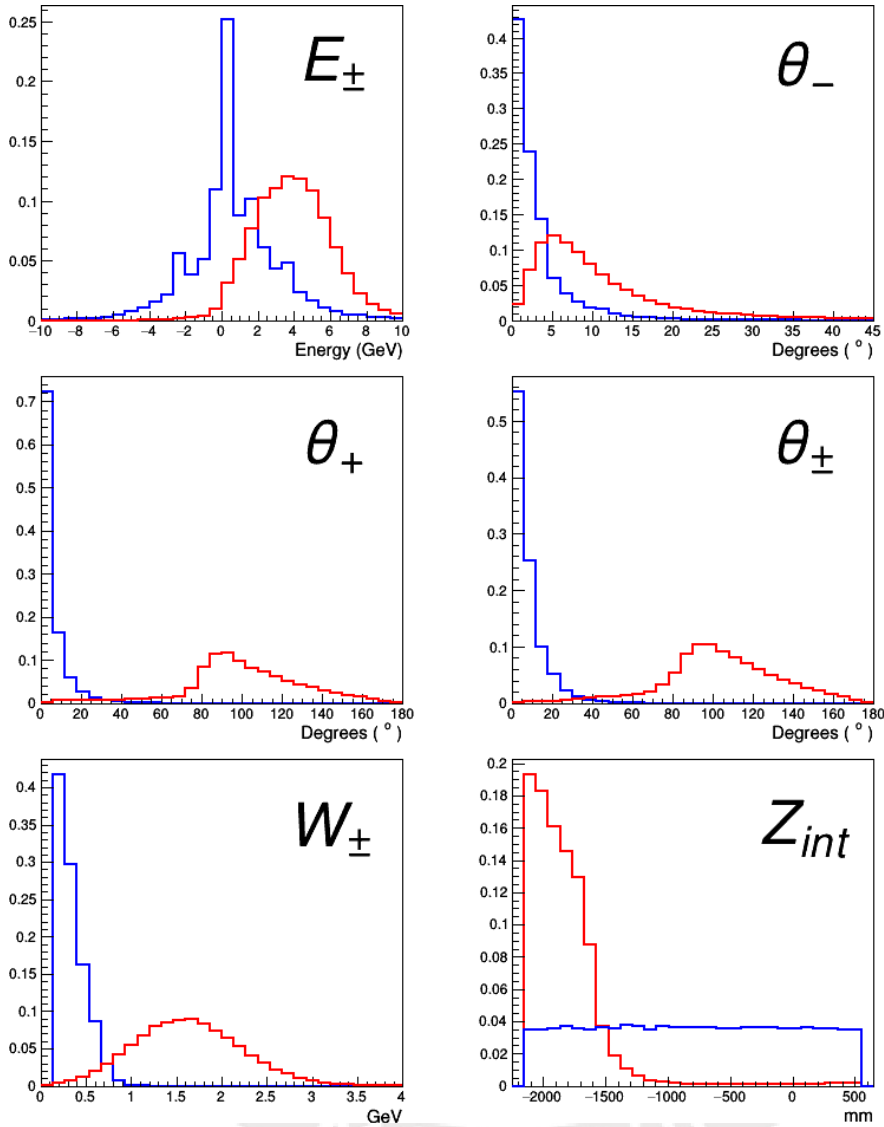 E±
0.25
0.2
0.15
0.1
0.05
0
−10 −8 −6 −4 −2 0 2 4 6 8 10
Energy (GeV)
θ−
0.4
0.35
0.3
0.25
0.2
0.15
0.1
0.05
0
0 5 10 15 20 25 30 35 40 45
Degrees ( o )
θ+
0.7
0.6
0.5
0.4
0.3
0.2
0.1
0
0 20 40 60 80 100 120 140 160 180
Degrees ( o )
θ±
0.5
0.4
0.3
0.2
0.1
0
0 20 40 60 80 100 120 140 160 180
Degrees ( o )
W±
0.4
0.35
0.3
0.25
0.2
0.15
0.1
0.05
0
0 0.5 1 1.5 2 2.5 3 3.5 4
GeV
Zint
0.2
0.18
0.16
0.14
0.12
0.1
0.08
0.06
0.04
0.02
0.00
−2000 −1500 −1000 −500 0 500
mm